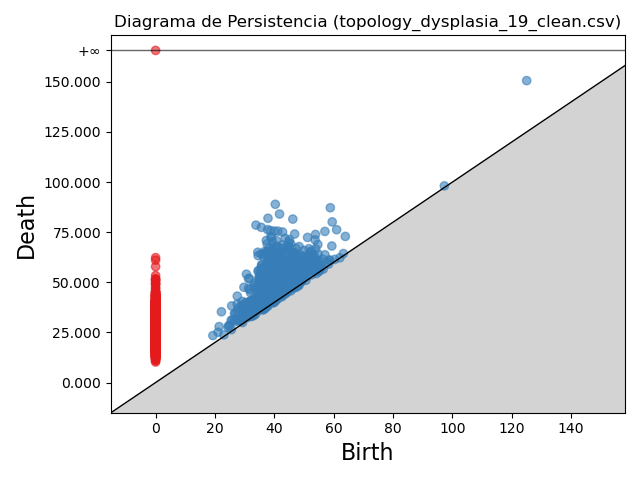 Diagrama de Persistencia (topology_dysplasia_19_clean.csv)
+∞
150.000
125.000
100.000
75.000
50.000
25.000
0.000
Death
0 20 40 60 80 100 120 140
Birth